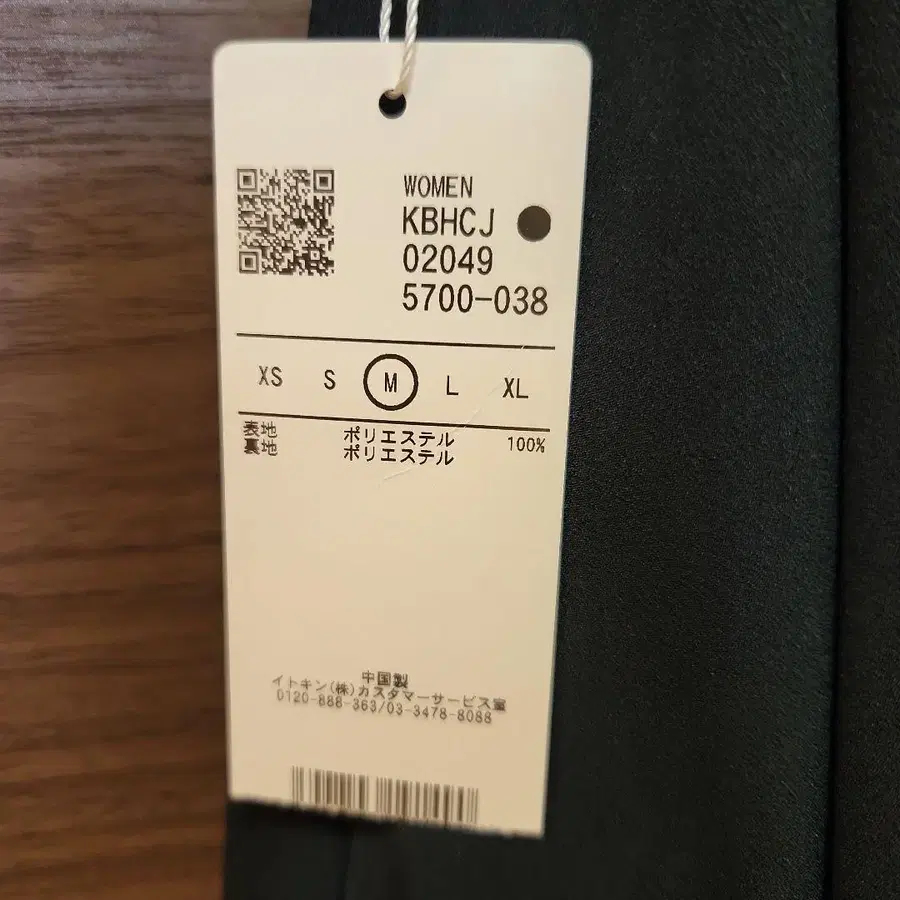 WOMEN
KBHCJ
02049
5700-038
XS S M L XL
表地 ポリエステル 100%
裏地 ポリエステル
中国製
イトキン(株)カスタマーサービス室
0120-888-363/03-3478-8088